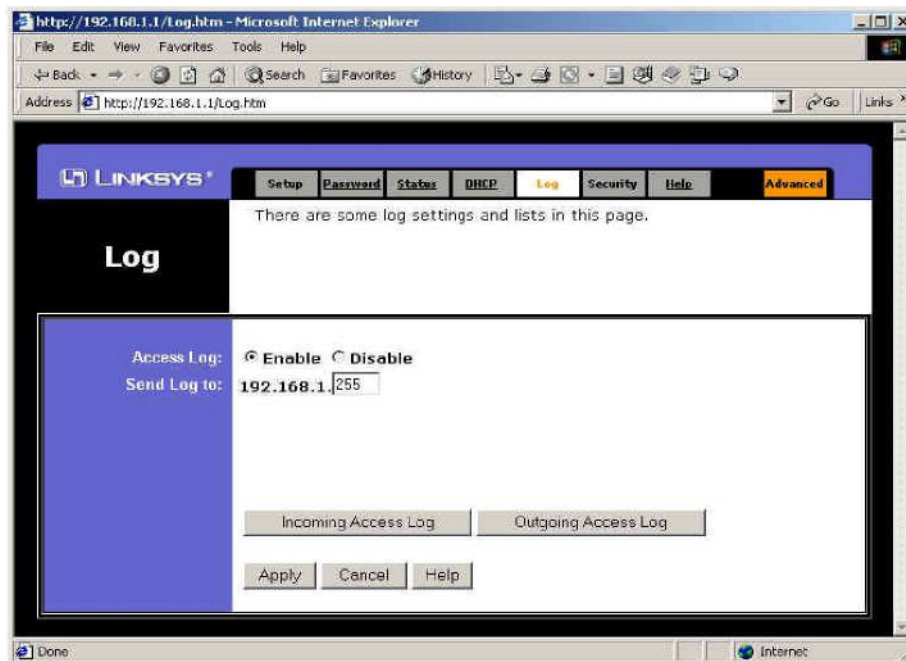 http://192.168.1.1/Log.htm - Microsoft Internet Explorer
File Edit View Favorites Tools Help
Back Search Favorites History
Address http://192.168.1.1/Log.htm Go Links »
LINKSYS®
Setup Password Status DHCP Log Security Help Advanced
There are some log settings and lists in this page.
Log
Access Log: Enable Disable
Send Log to: 192.168.1.255
Incoming Access Log Outgoing Access Log
Apply Cancel Help
Done Internet